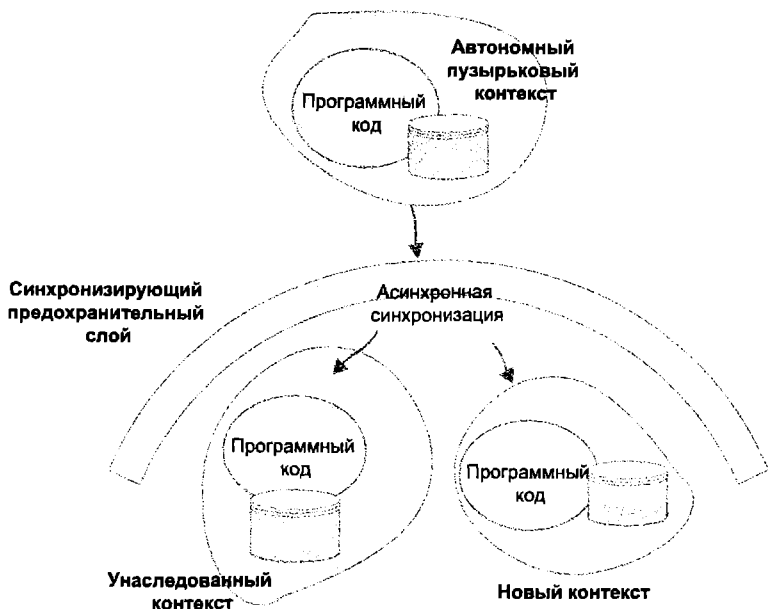 Автономный
пузырьковый
контекст
Программный
код
Синхронизирующий
предохранительный
слой
Асинхронная
синхронизация
Программный
код
Программный
код
Унаследованный
контекст
Новый контекст